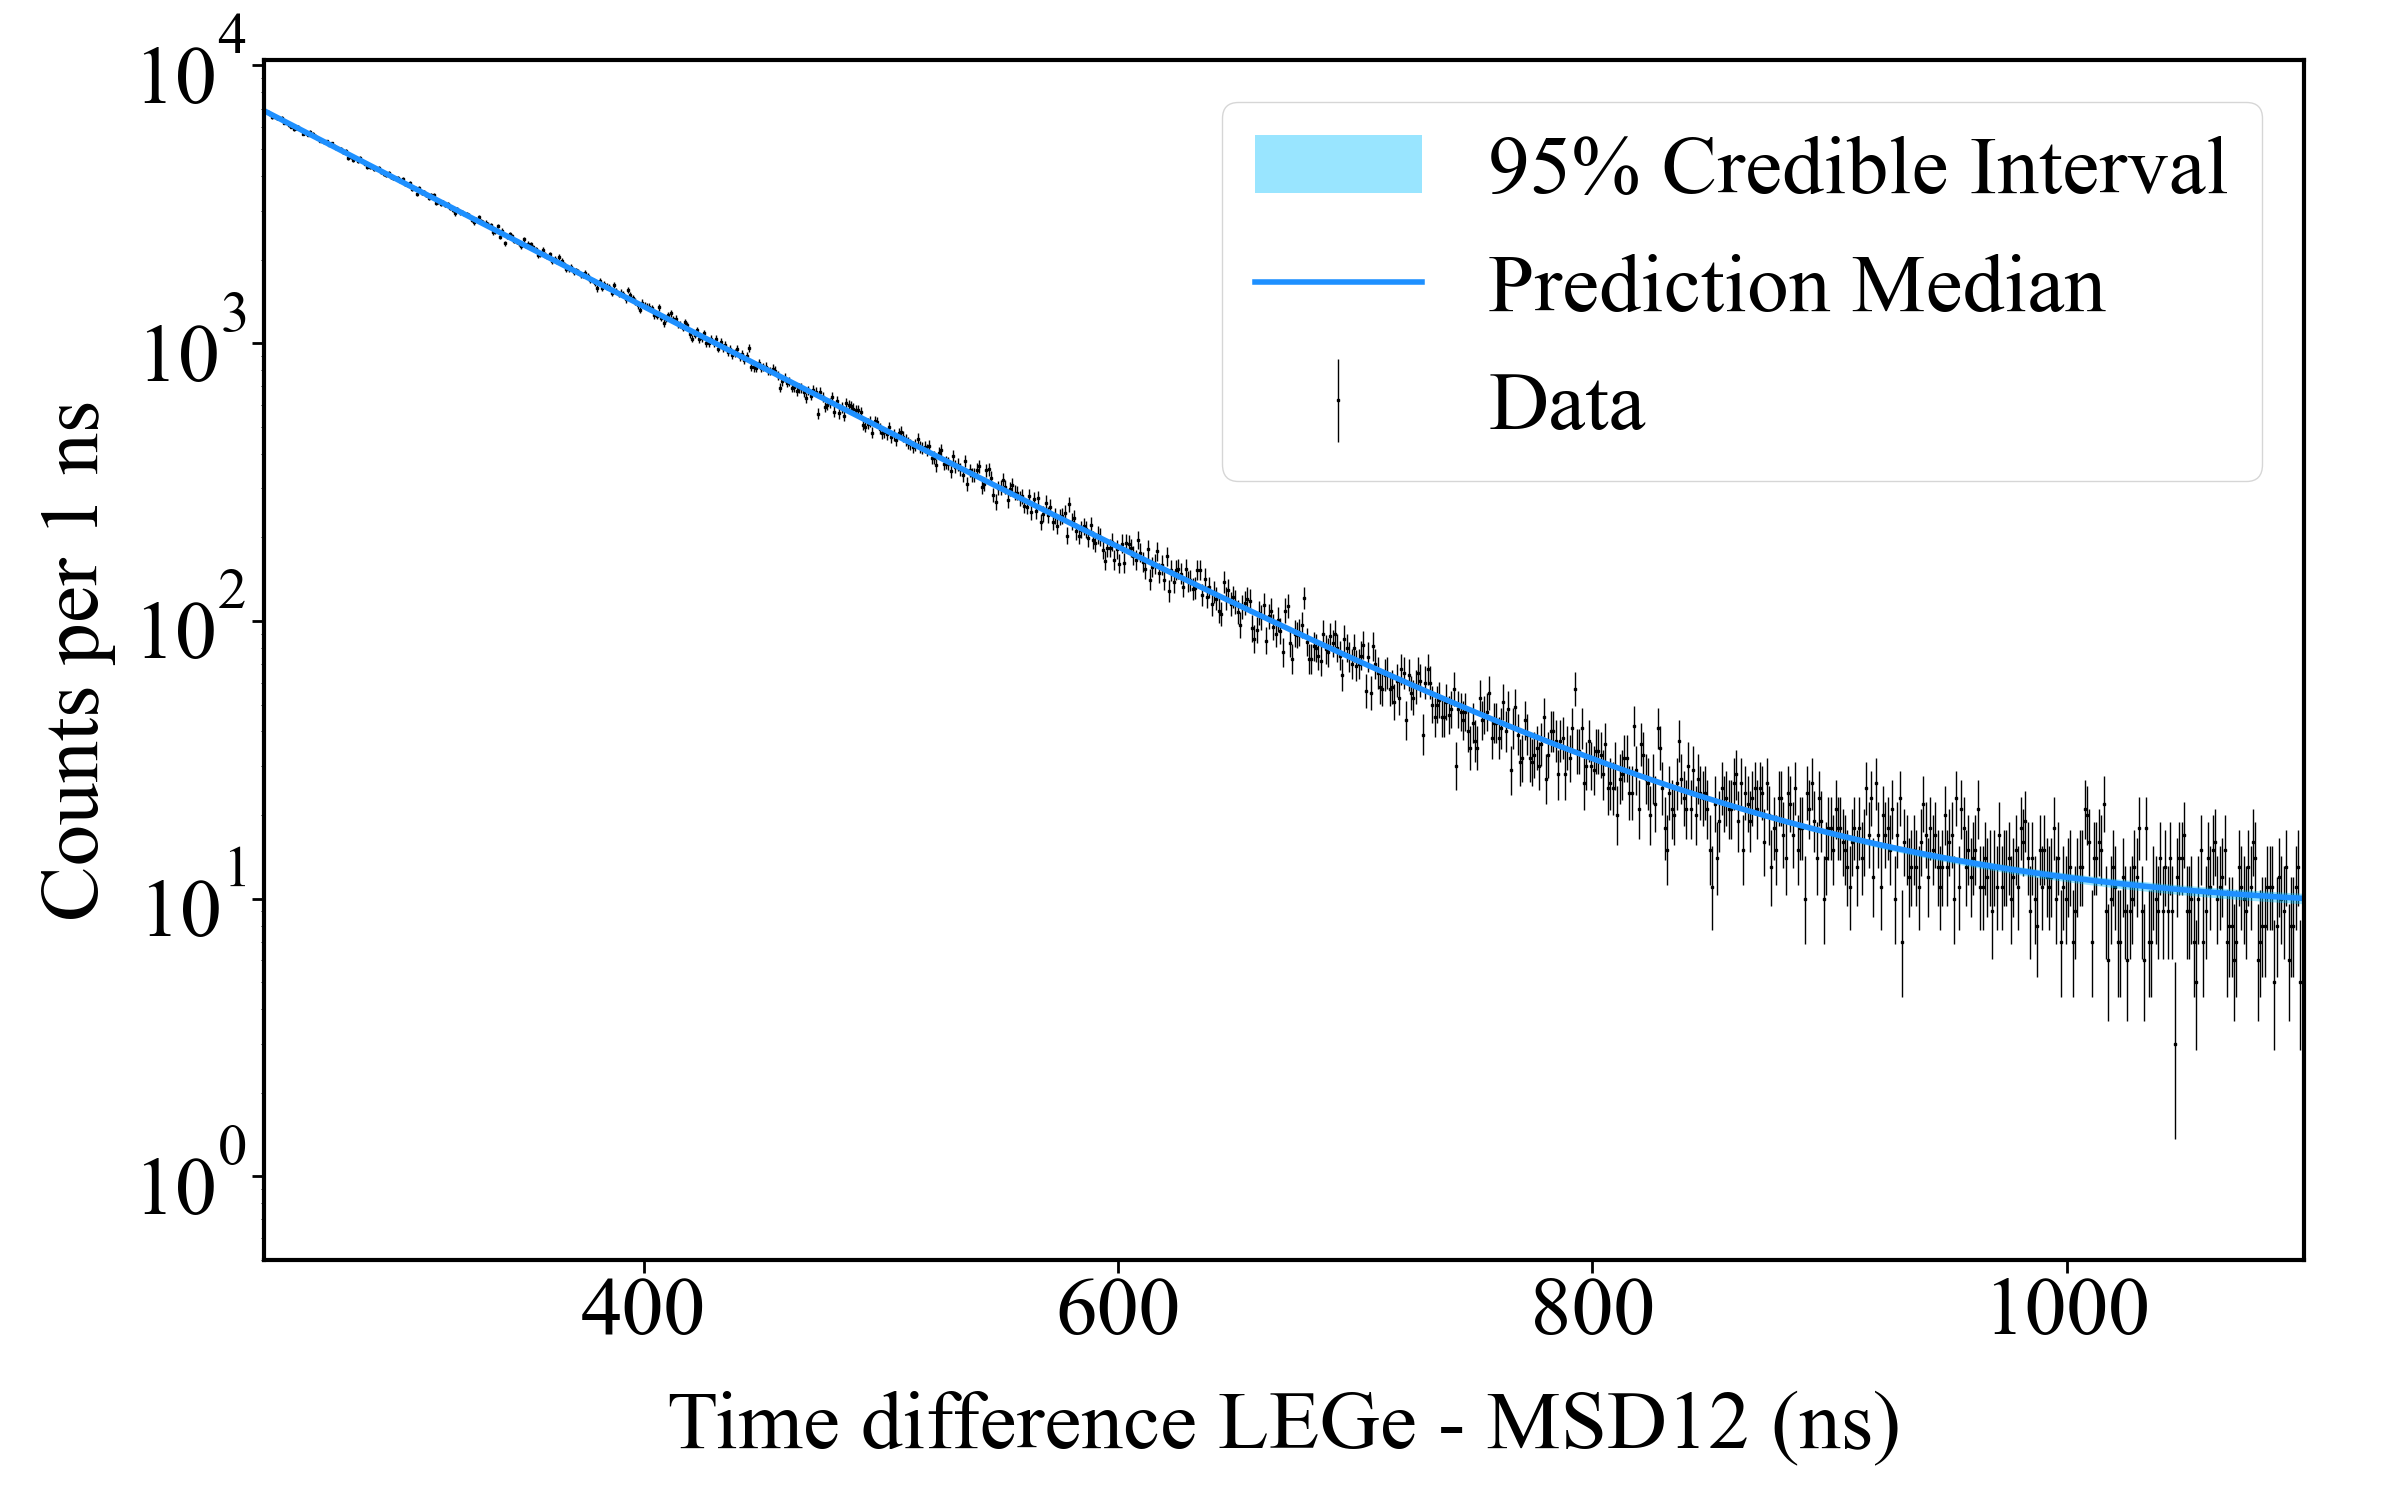 10^4
10^3
10^2
10^1
10^0
Counts per 1 ns
95% Credible Interval
Prediction Median
Data
400 600 800 1000
Time difference LEGe - MSD12 (ns)